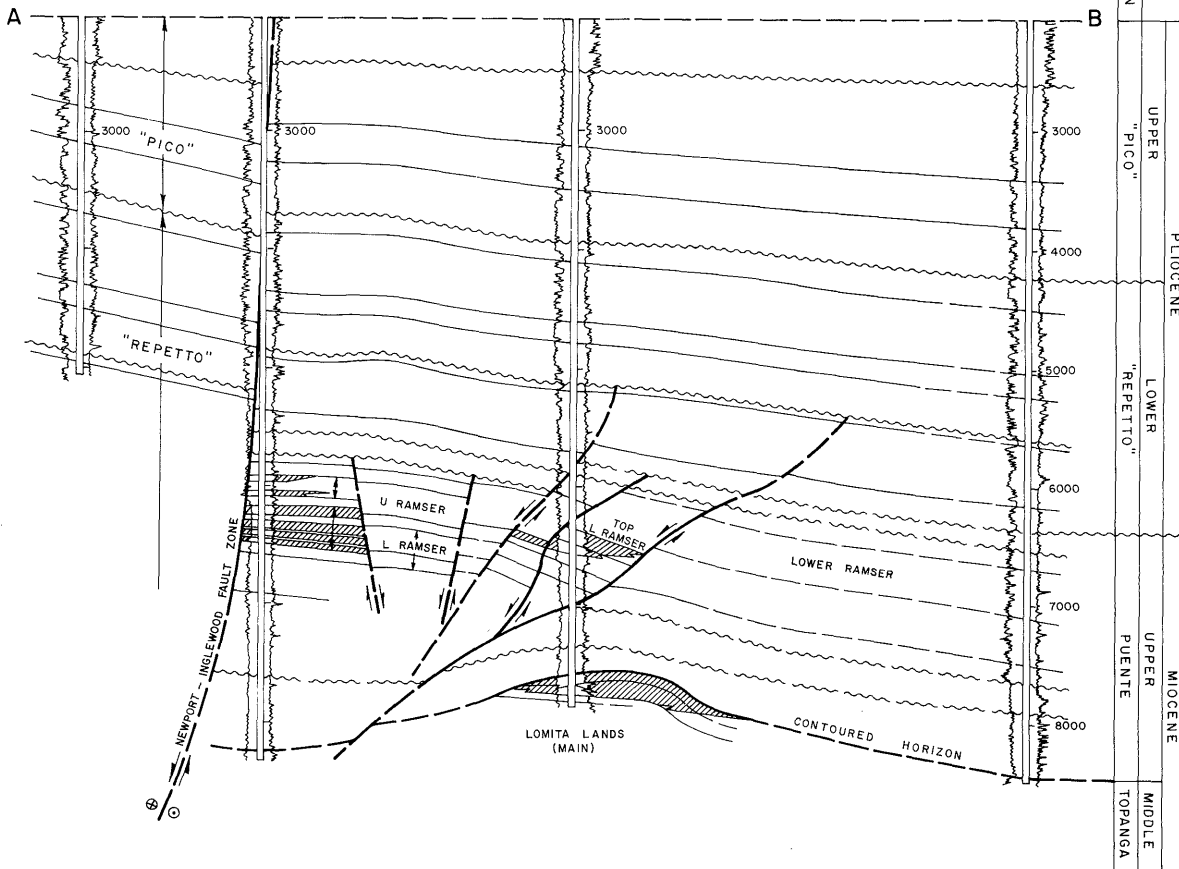 A
B
N
3000
3000
3000
3000
"PICO"
"PICO"
UPPER
PLIOCENE
4000
"REPETTO"
5000
"REPETTO"
LOWER
6000
U RAMSER
L RAMSER
TOP
L RAMSER
LOWER RAMSER
7000
NEWPORT - INGLEWOOD FAULT ZONE
PUENTE
UPPER
MIOCENE
8000
LOMITA LANDS
(MAIN)
CONTOURED HORIZON
TOPANGA
MIDDLE